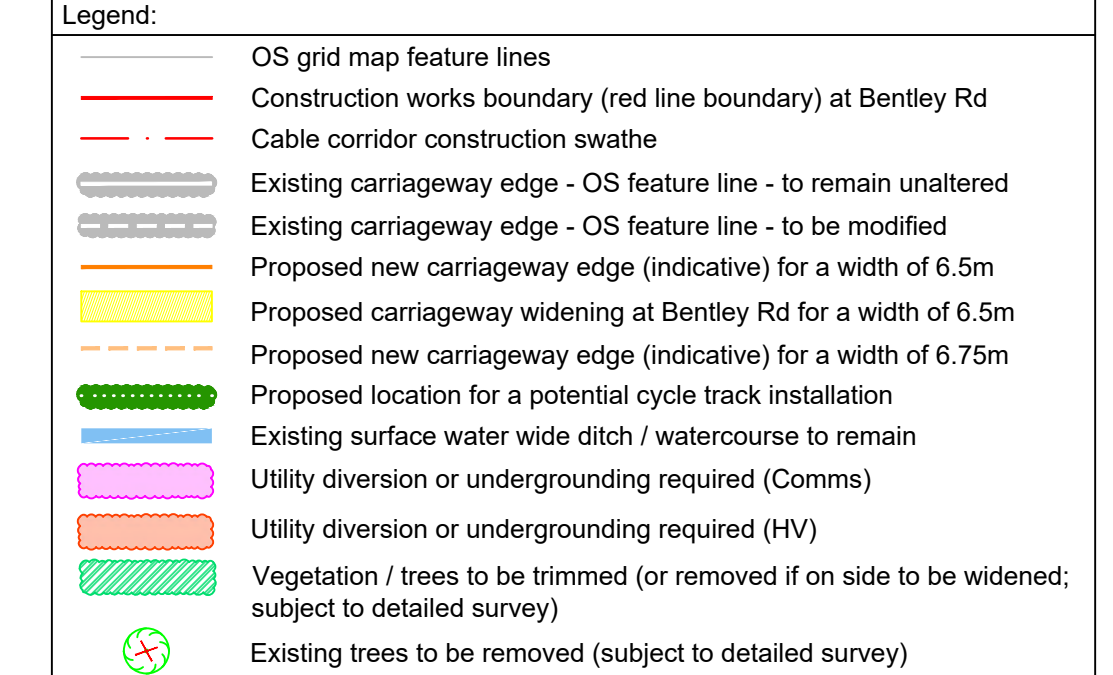 Legend:
OS grid map feature lines
Construction works boundary (red line boundary) at Bentley Rd
Cable corridor construction swathe
Existing carriageway edge - OS feature line - to remain unaltered
Existing carriageway edge - OS feature line - to be modified
Proposed new carriageway edge (indicative) for a width of 6.5m
Proposed carriageway widening at Bentley Rd for a width of 6.5m
Proposed new carriageway edge (indicative) for a width of 6.75m
Proposed location for a potential cycle track installation
Existing surface water wide ditch / watercourse to remain
Utility diversion or undergrounding required (Comms)
Utility diversion or undergrounding required (HV)
Vegetation / trees to be trimmed (or removed if on side to be widened;
subject to detailed survey)
Existing trees to be removed (subject to detailed survey)